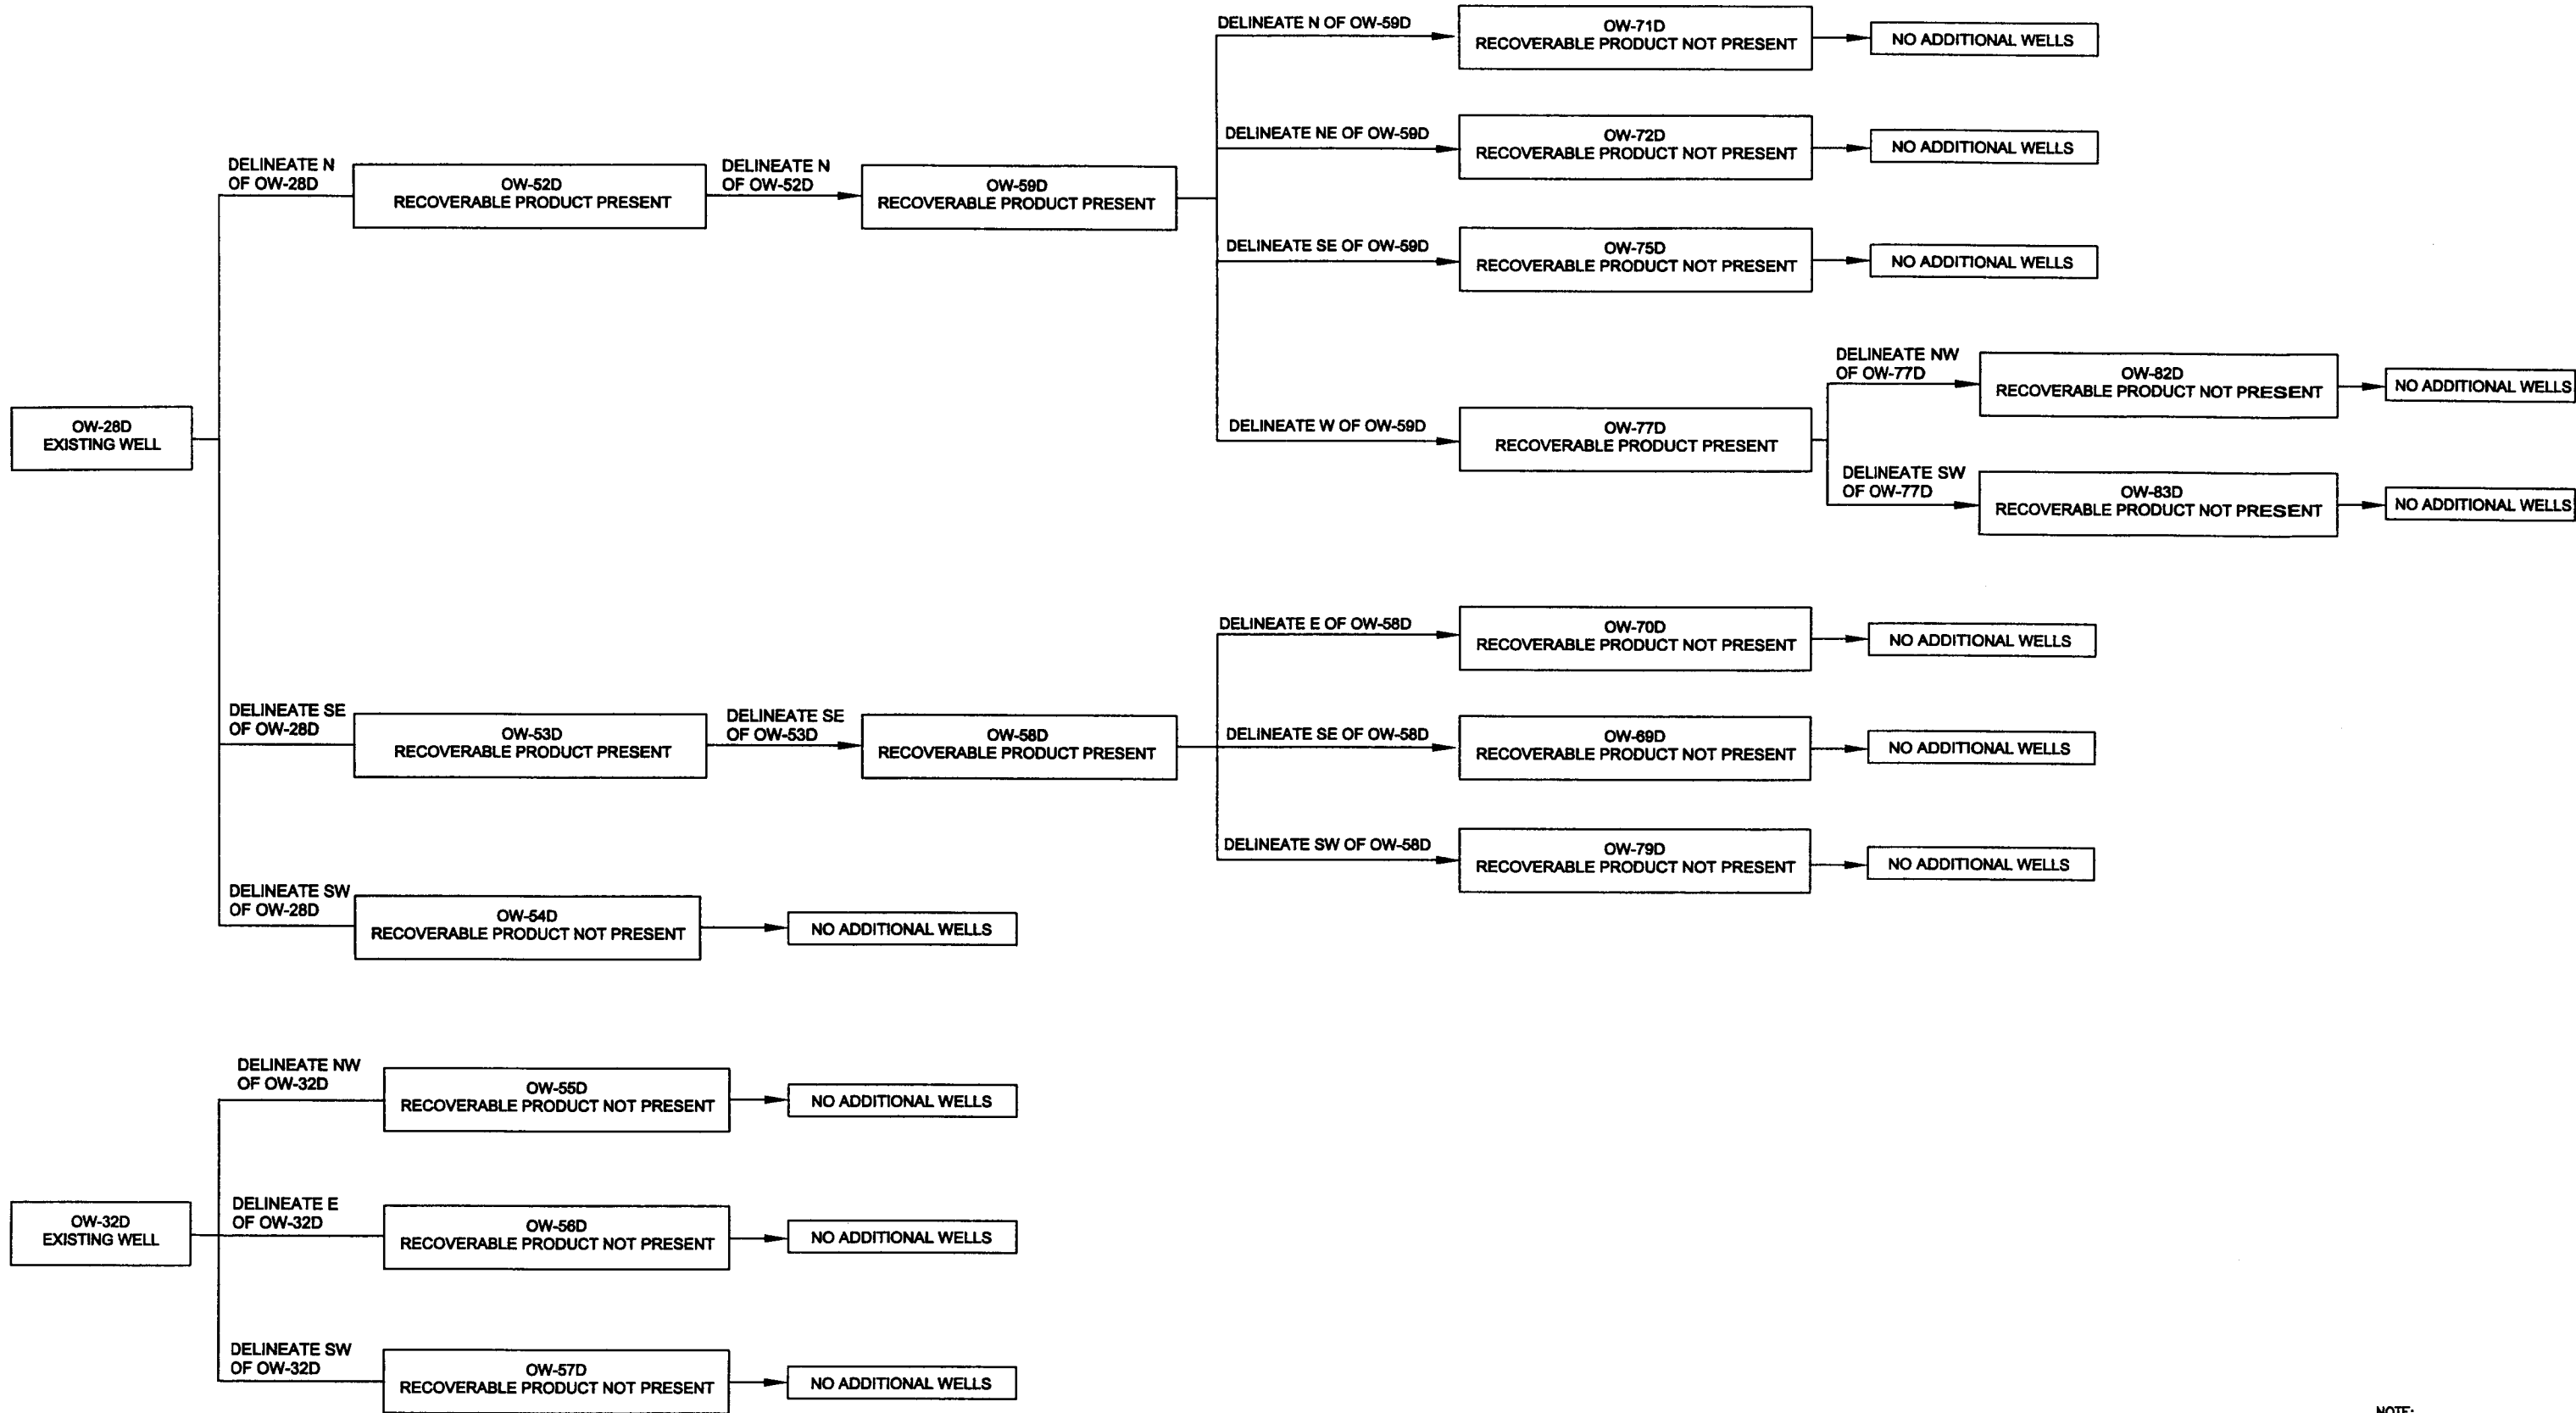 DELINEATE N OF OW-59D
OW-71D
RECOVERABLE PRODUCT NOT PRESENT
NO ADDITIONAL WELLS
DELINEATE NE OF OW-59D
OW-72D
RECOVERABLE PRODUCT NOT PRESENT
NO ADDITIONAL WELLS
DELINEATE N
OF OW-28D
OW-52D
RECOVERABLE PRODUCT PRESENT
DELINEATE N
OF OW-52D
OW-59D
RECOVERABLE PRODUCT PRESENT
DELINEATE SE OF OW-59D
OW-75D
RECOVERABLE PRODUCT NOT PRESENT
NO ADDITIONAL WELLS
DELINEATE NW
OF OW-77D
OW-82D
RECOVERABLE PRODUCT NOT PRESENT
NO ADDITIONAL WELLS
OW-28D
EXISTING WELL
DELINEATE W OF OW-59D
OW-77D
RECOVERABLE PRODUCT PRESENT
DELINEATE SW
OF OW-77D
OW-83D
RECOVERABLE PRODUCT NOT PRESENT
NO ADDITIONAL WELLS
DELINEATE E OF OW-58D
OW-70D
RECOVERABLE PRODUCT NOT PRESENT
NO ADDITIONAL WELLS
DELINEATE SE
OF OW-28D
OW-53D
RECOVERABLE PRODUCT PRESENT
DELINEATE SE
OF OW-53D
OW-58D
RECOVERABLE PRODUCT PRESENT
DELINEATE SE OF OW-58D
OW-69D
RECOVERABLE PRODUCT NOT PRESENT
NO ADDITIONAL WELLS
DELINEATE SW OF OW-58D
OW-79D
RECOVERABLE PRODUCT NOT PRESENT
NO ADDITIONAL WELLS
DELINEATE SW
OF OW-28D
OW-54D
RECOVERABLE PRODUCT NOT PRESENT
NO ADDITIONAL WELLS
DELINEATE NW
OF OW-32D
OW-55D
RECOVERABLE PRODUCT NOT PRESENT
NO ADDITIONAL WELLS
OW-32D
EXISTING WELL
DELINEATE E
OF OW-32D
OW-56D
RECOVERABLE PRODUCT NOT PRESENT
NO ADDITIONAL WELLS
DELINEATE SW
OF OW-32D
OW-57D
RECOVERABLE PRODUCT NOT PRESENT
NO ADDITIONAL WELLS
NOTE: